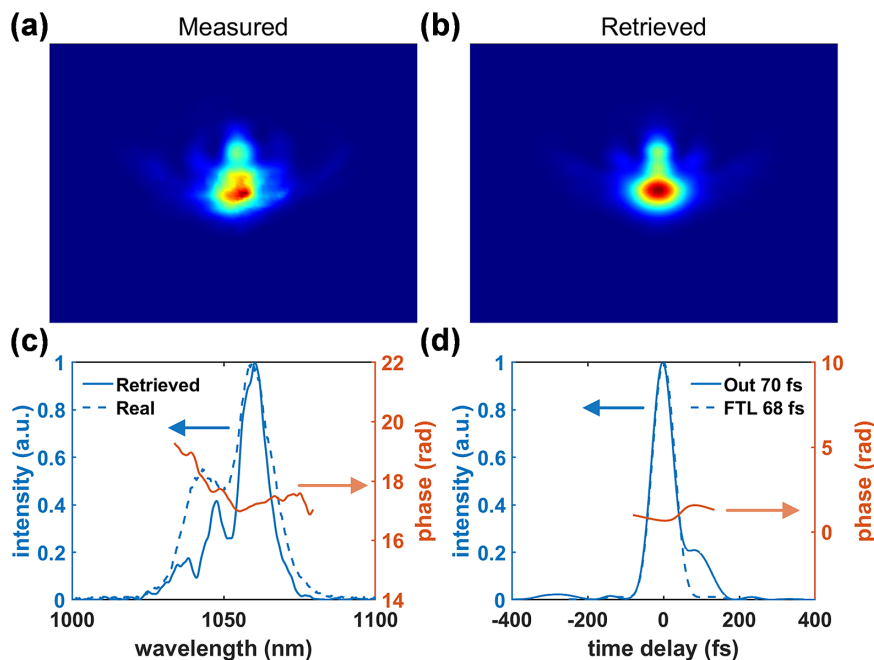 (a) Measured
(b) Retrieved
(c)
intensity (a.u.)
1
0.8
0.6
0.4
0.2
0
Retrieved
Real
22
20
19
17
16
14
phase (rad)
1000 1050 1100
wavelength (nm)
(d)
intensity (a.u.)
1
0.8
0.6
0.4
0.2
0
Out 70 fs
FTL 68 fs
10
5
0
phase (rad)
-400 -200 0 200 400
time delay (fs)